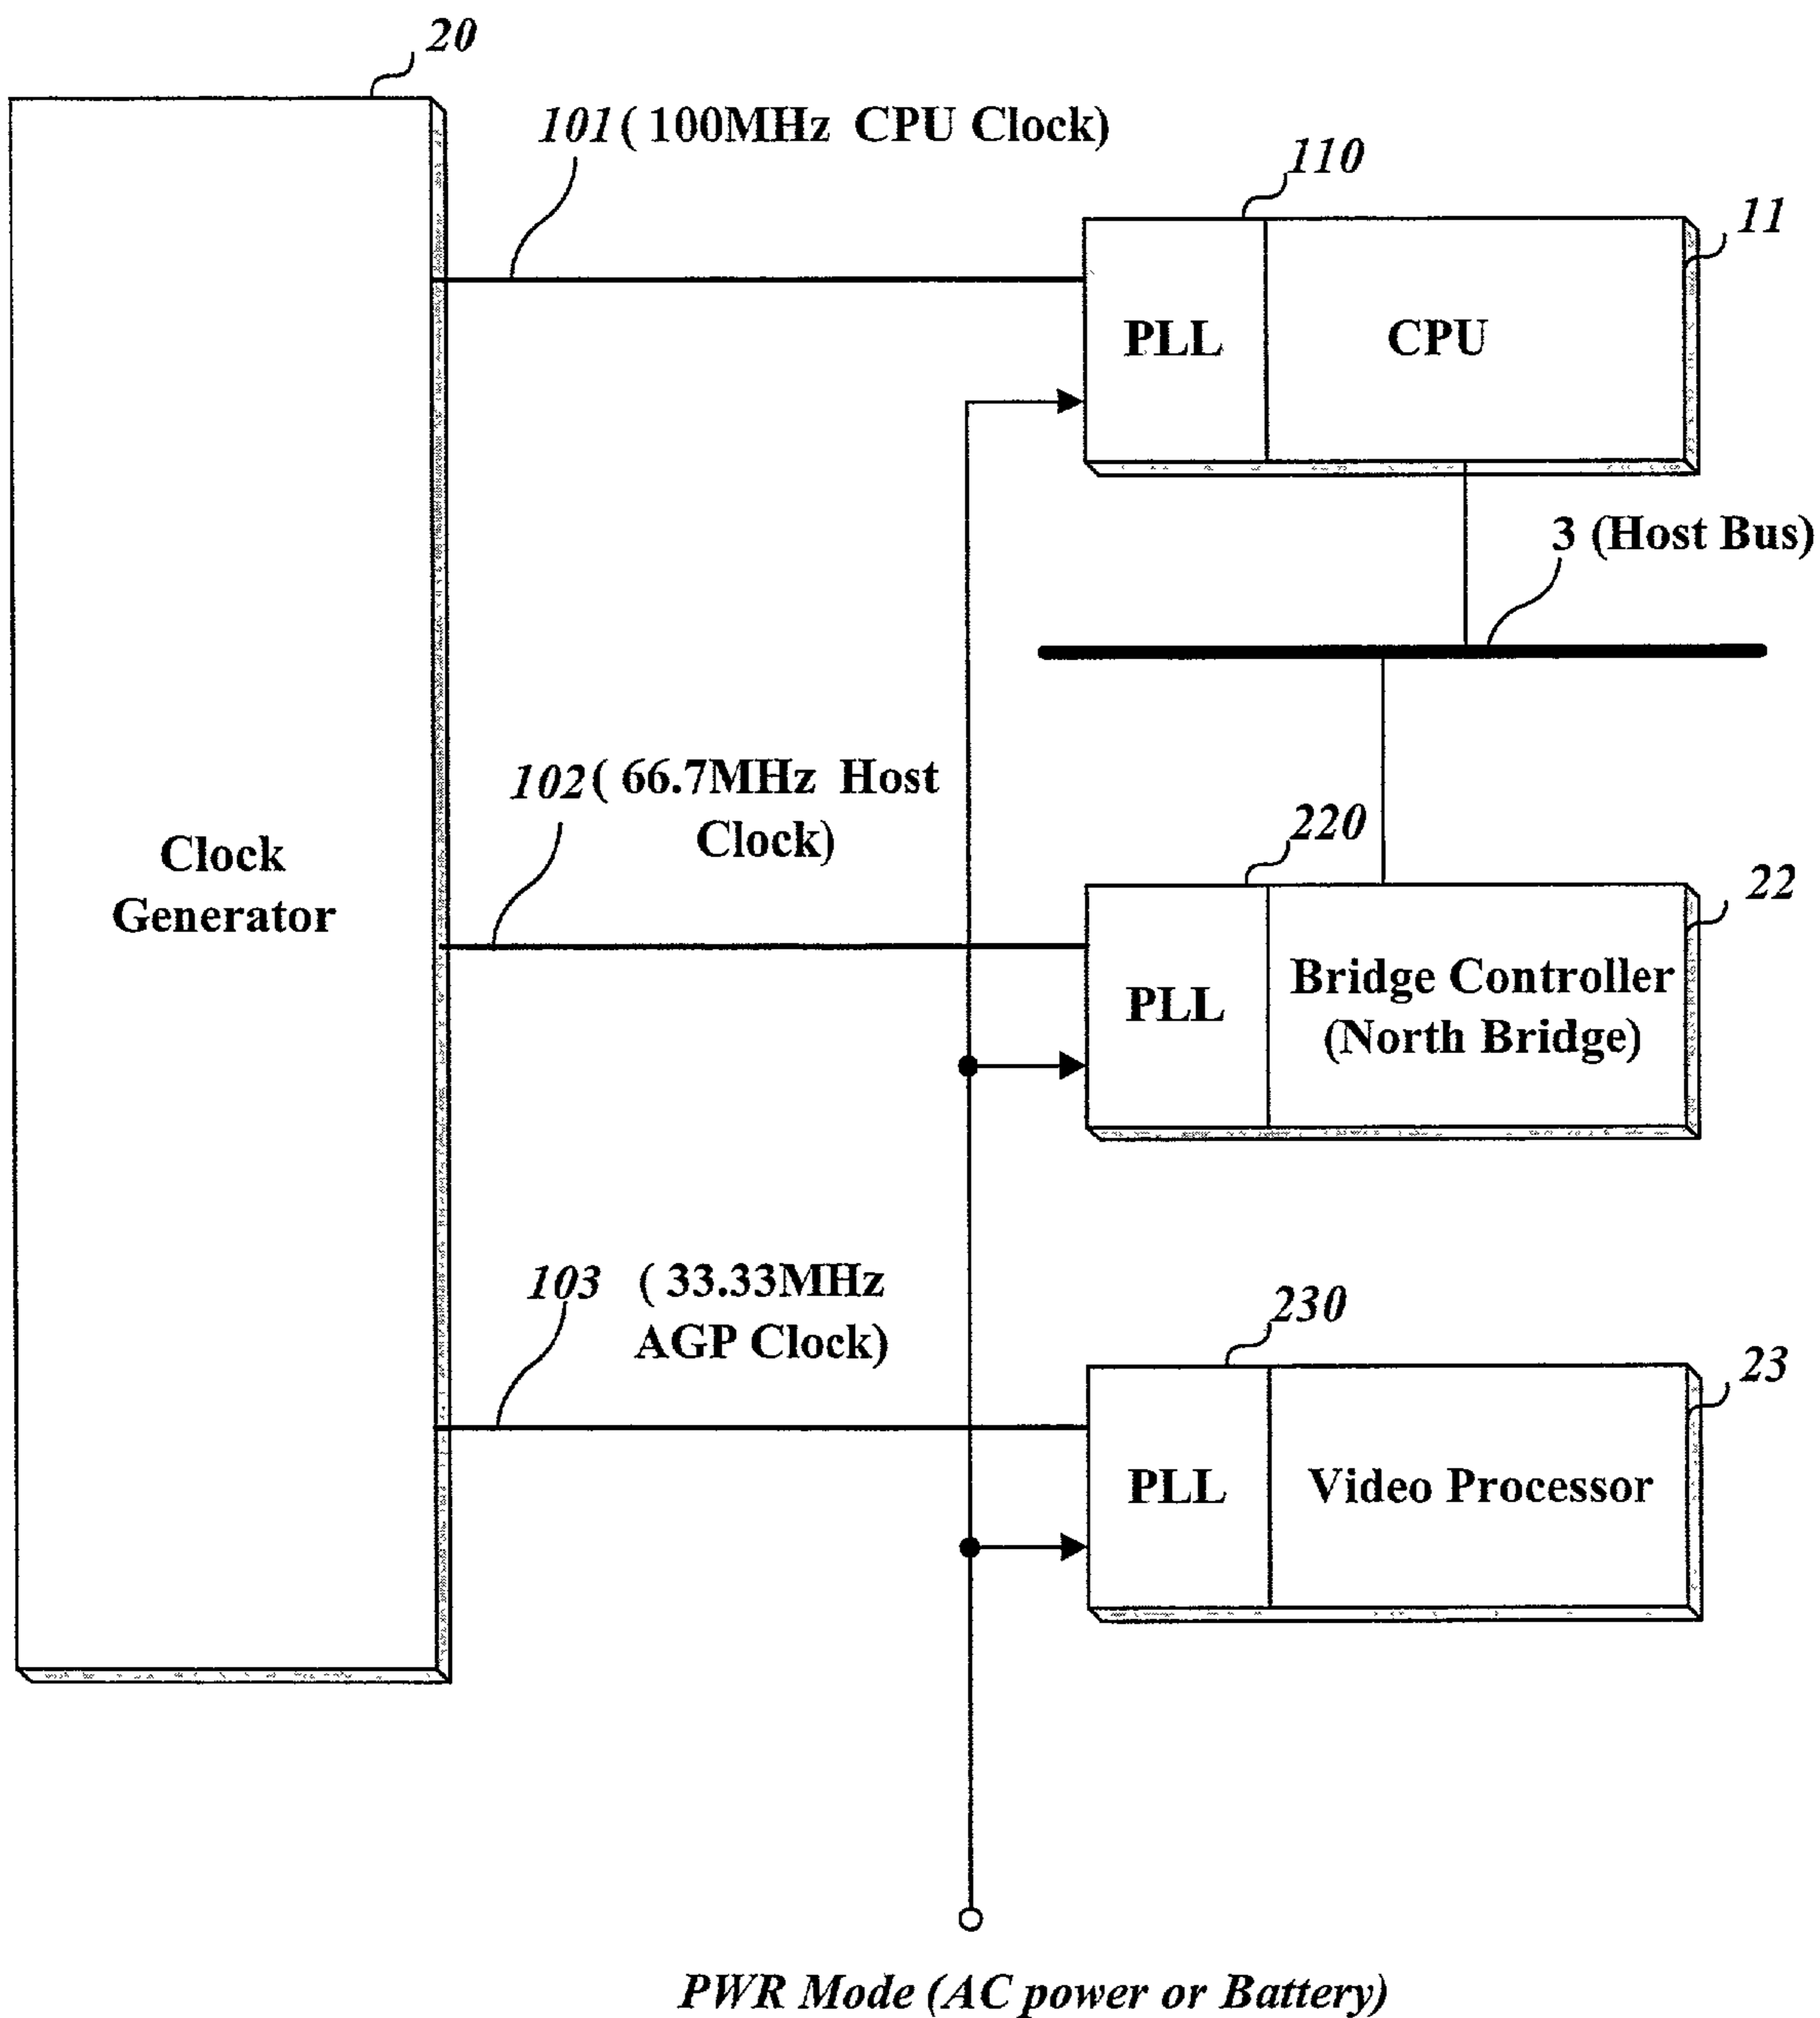 20
101 ( 100MHz CPU Clock)
110
11
PLL
CPU
3 (Host Bus)
102 ( 66.7MHz Host
Clock)
220
22
Clock
Generator
PLL
Bridge Controller
(North Bridge)
103 ( 33.33MHz
AGP Clock)
230
23
PLL
Video Processor
PWR Mode (AC power or Battery)